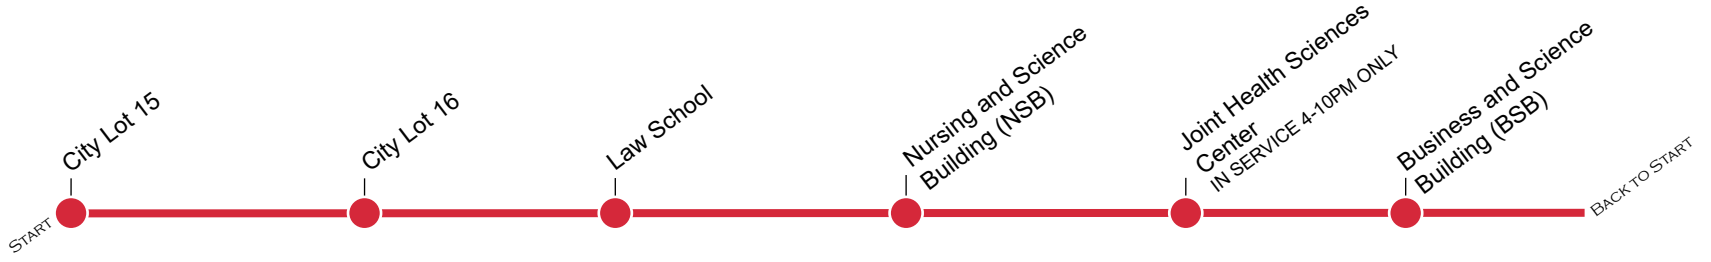 START
City Lot 15
City Lot 16
Law School
Nursing and Science
Building (NSB)
Joint Health Sciences
Center
IN SERVICE 4-10PM ONLY
Business and Science
Building (BSB)
BACK TO START